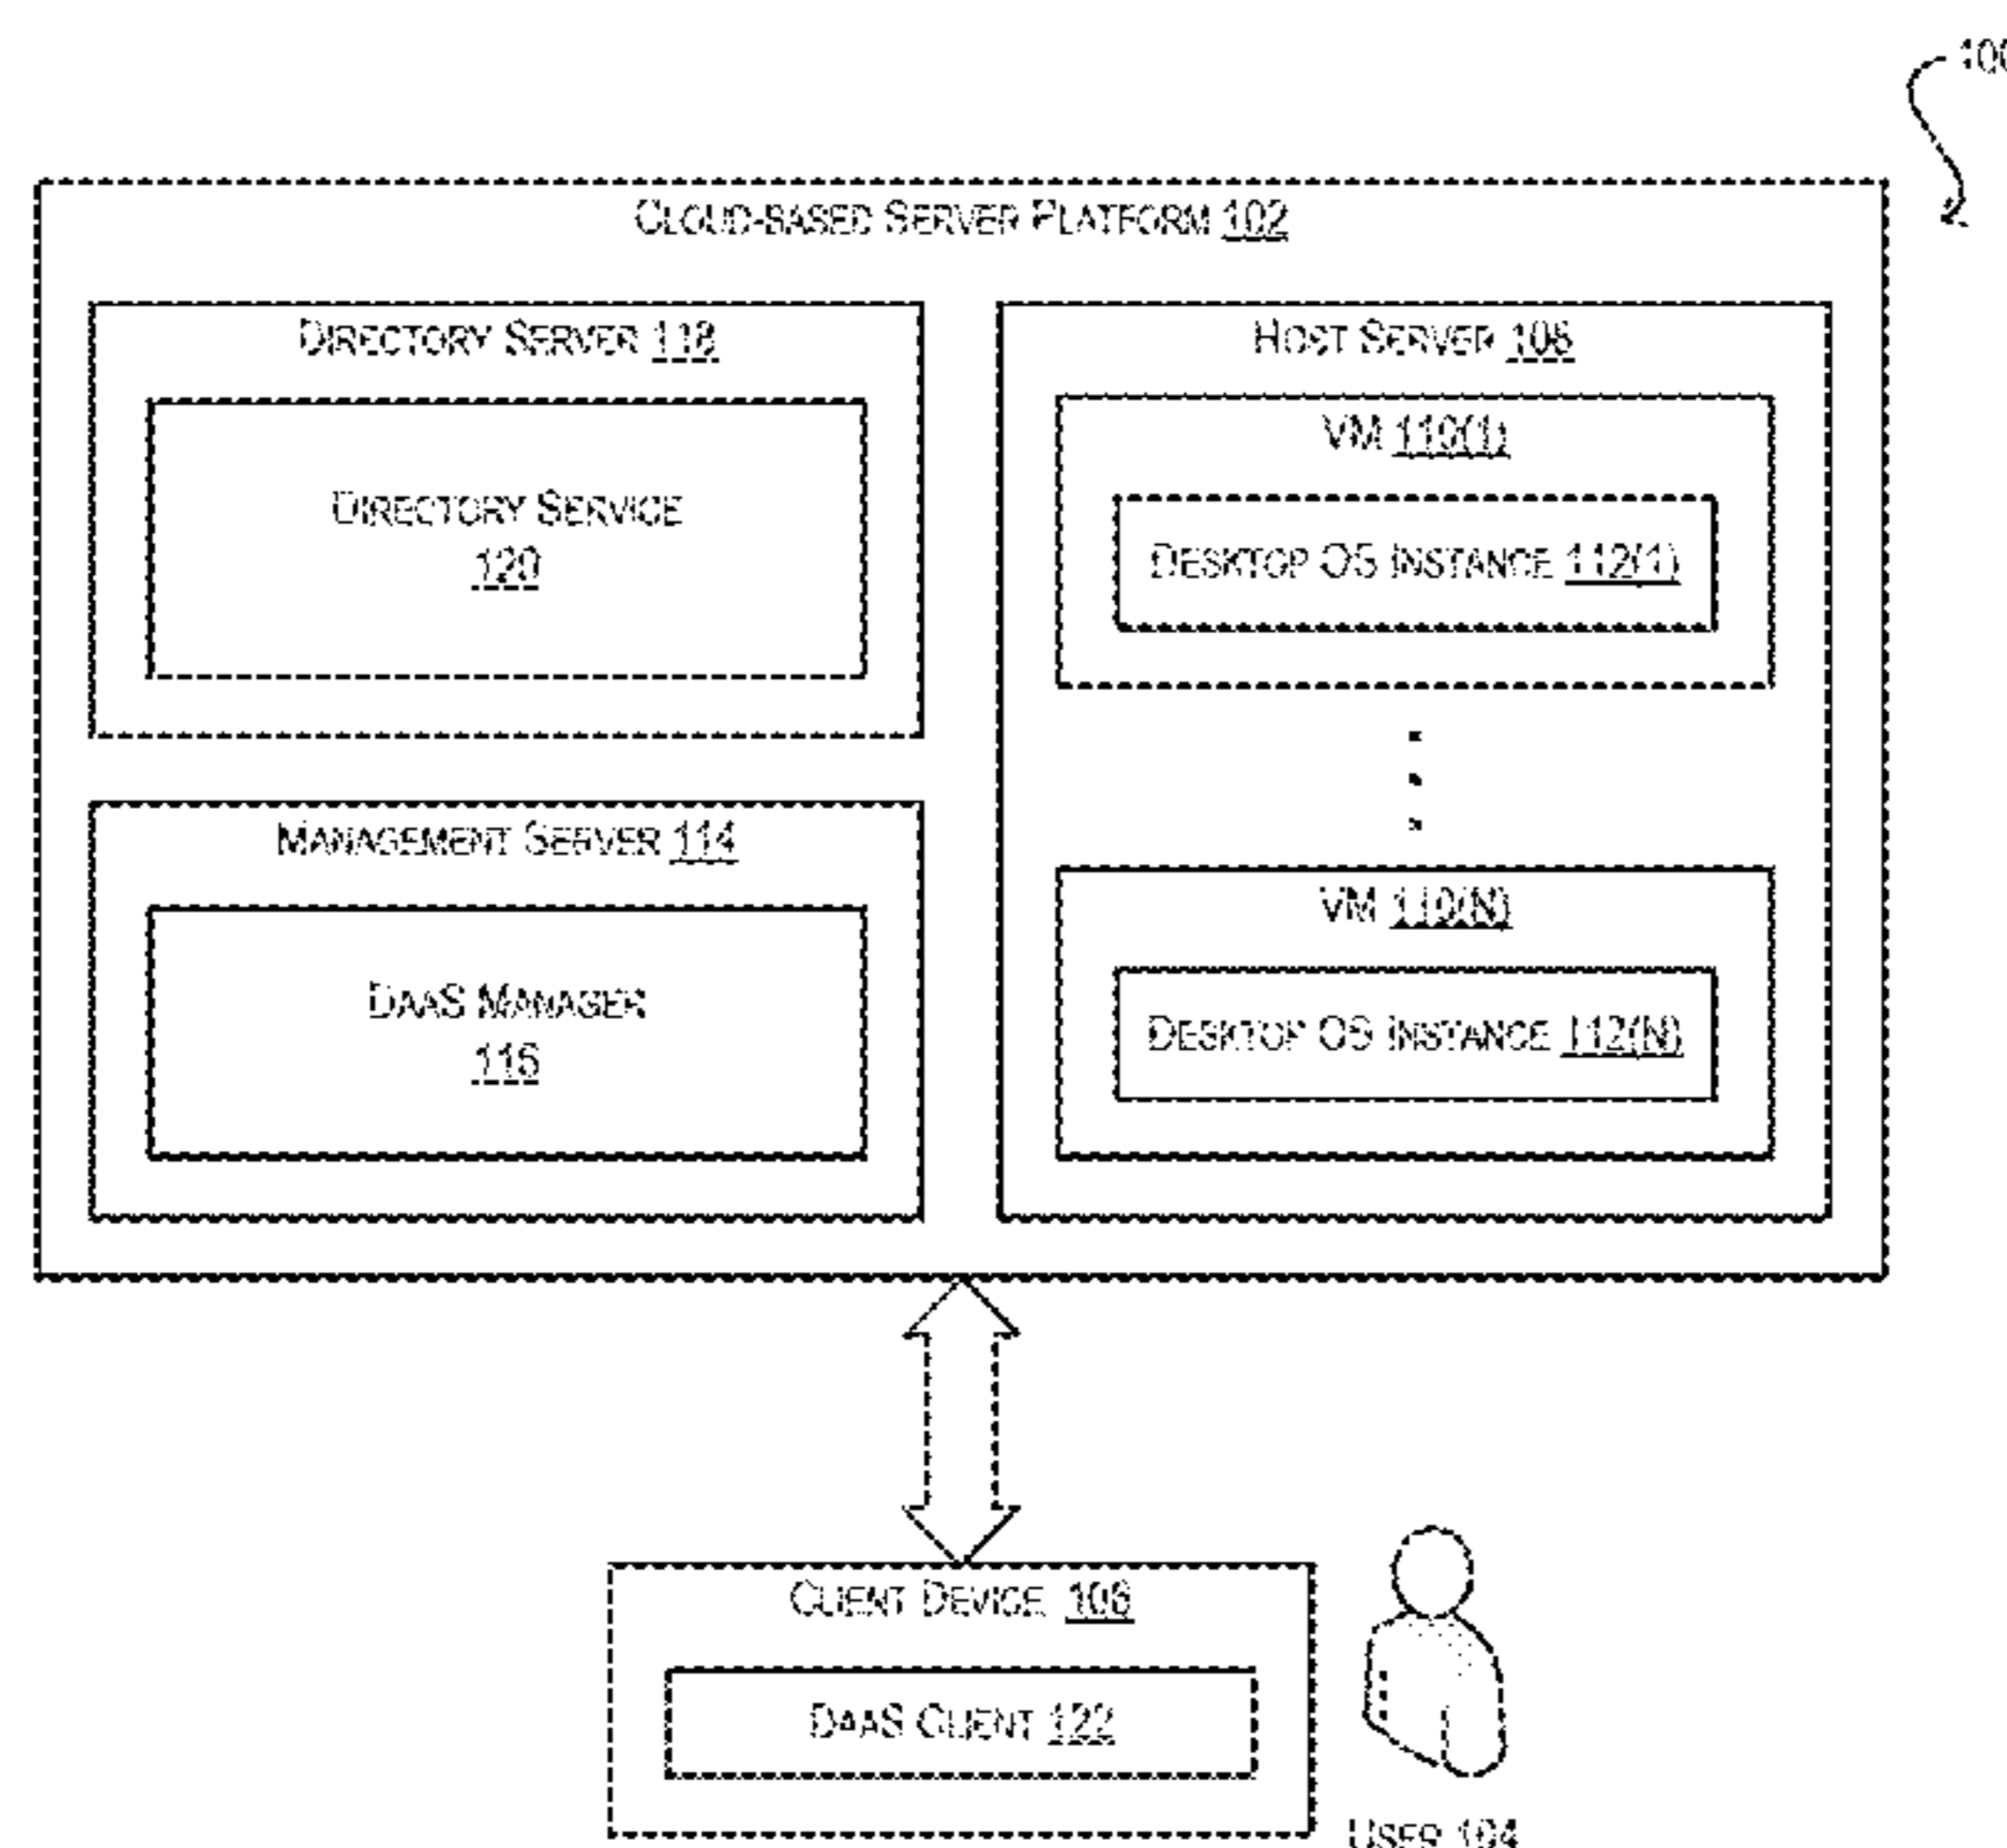 100
CLOUD-BASED SERVER PLATFORM 102
DIRECTORY SERVER 118
DIRECTORY SERVICE
120
MANAGEMENT SERVER 114
DAAS MANAGER
116
HOST SERVER 108
VM 110(1)
DESKTOP OS INSTANCE 112(1)
VM 110(N)
DESKTOP OS INSTANCE 112(N)
CLIENT DEVICE 106
DAAS CLIENT 122
USER 104